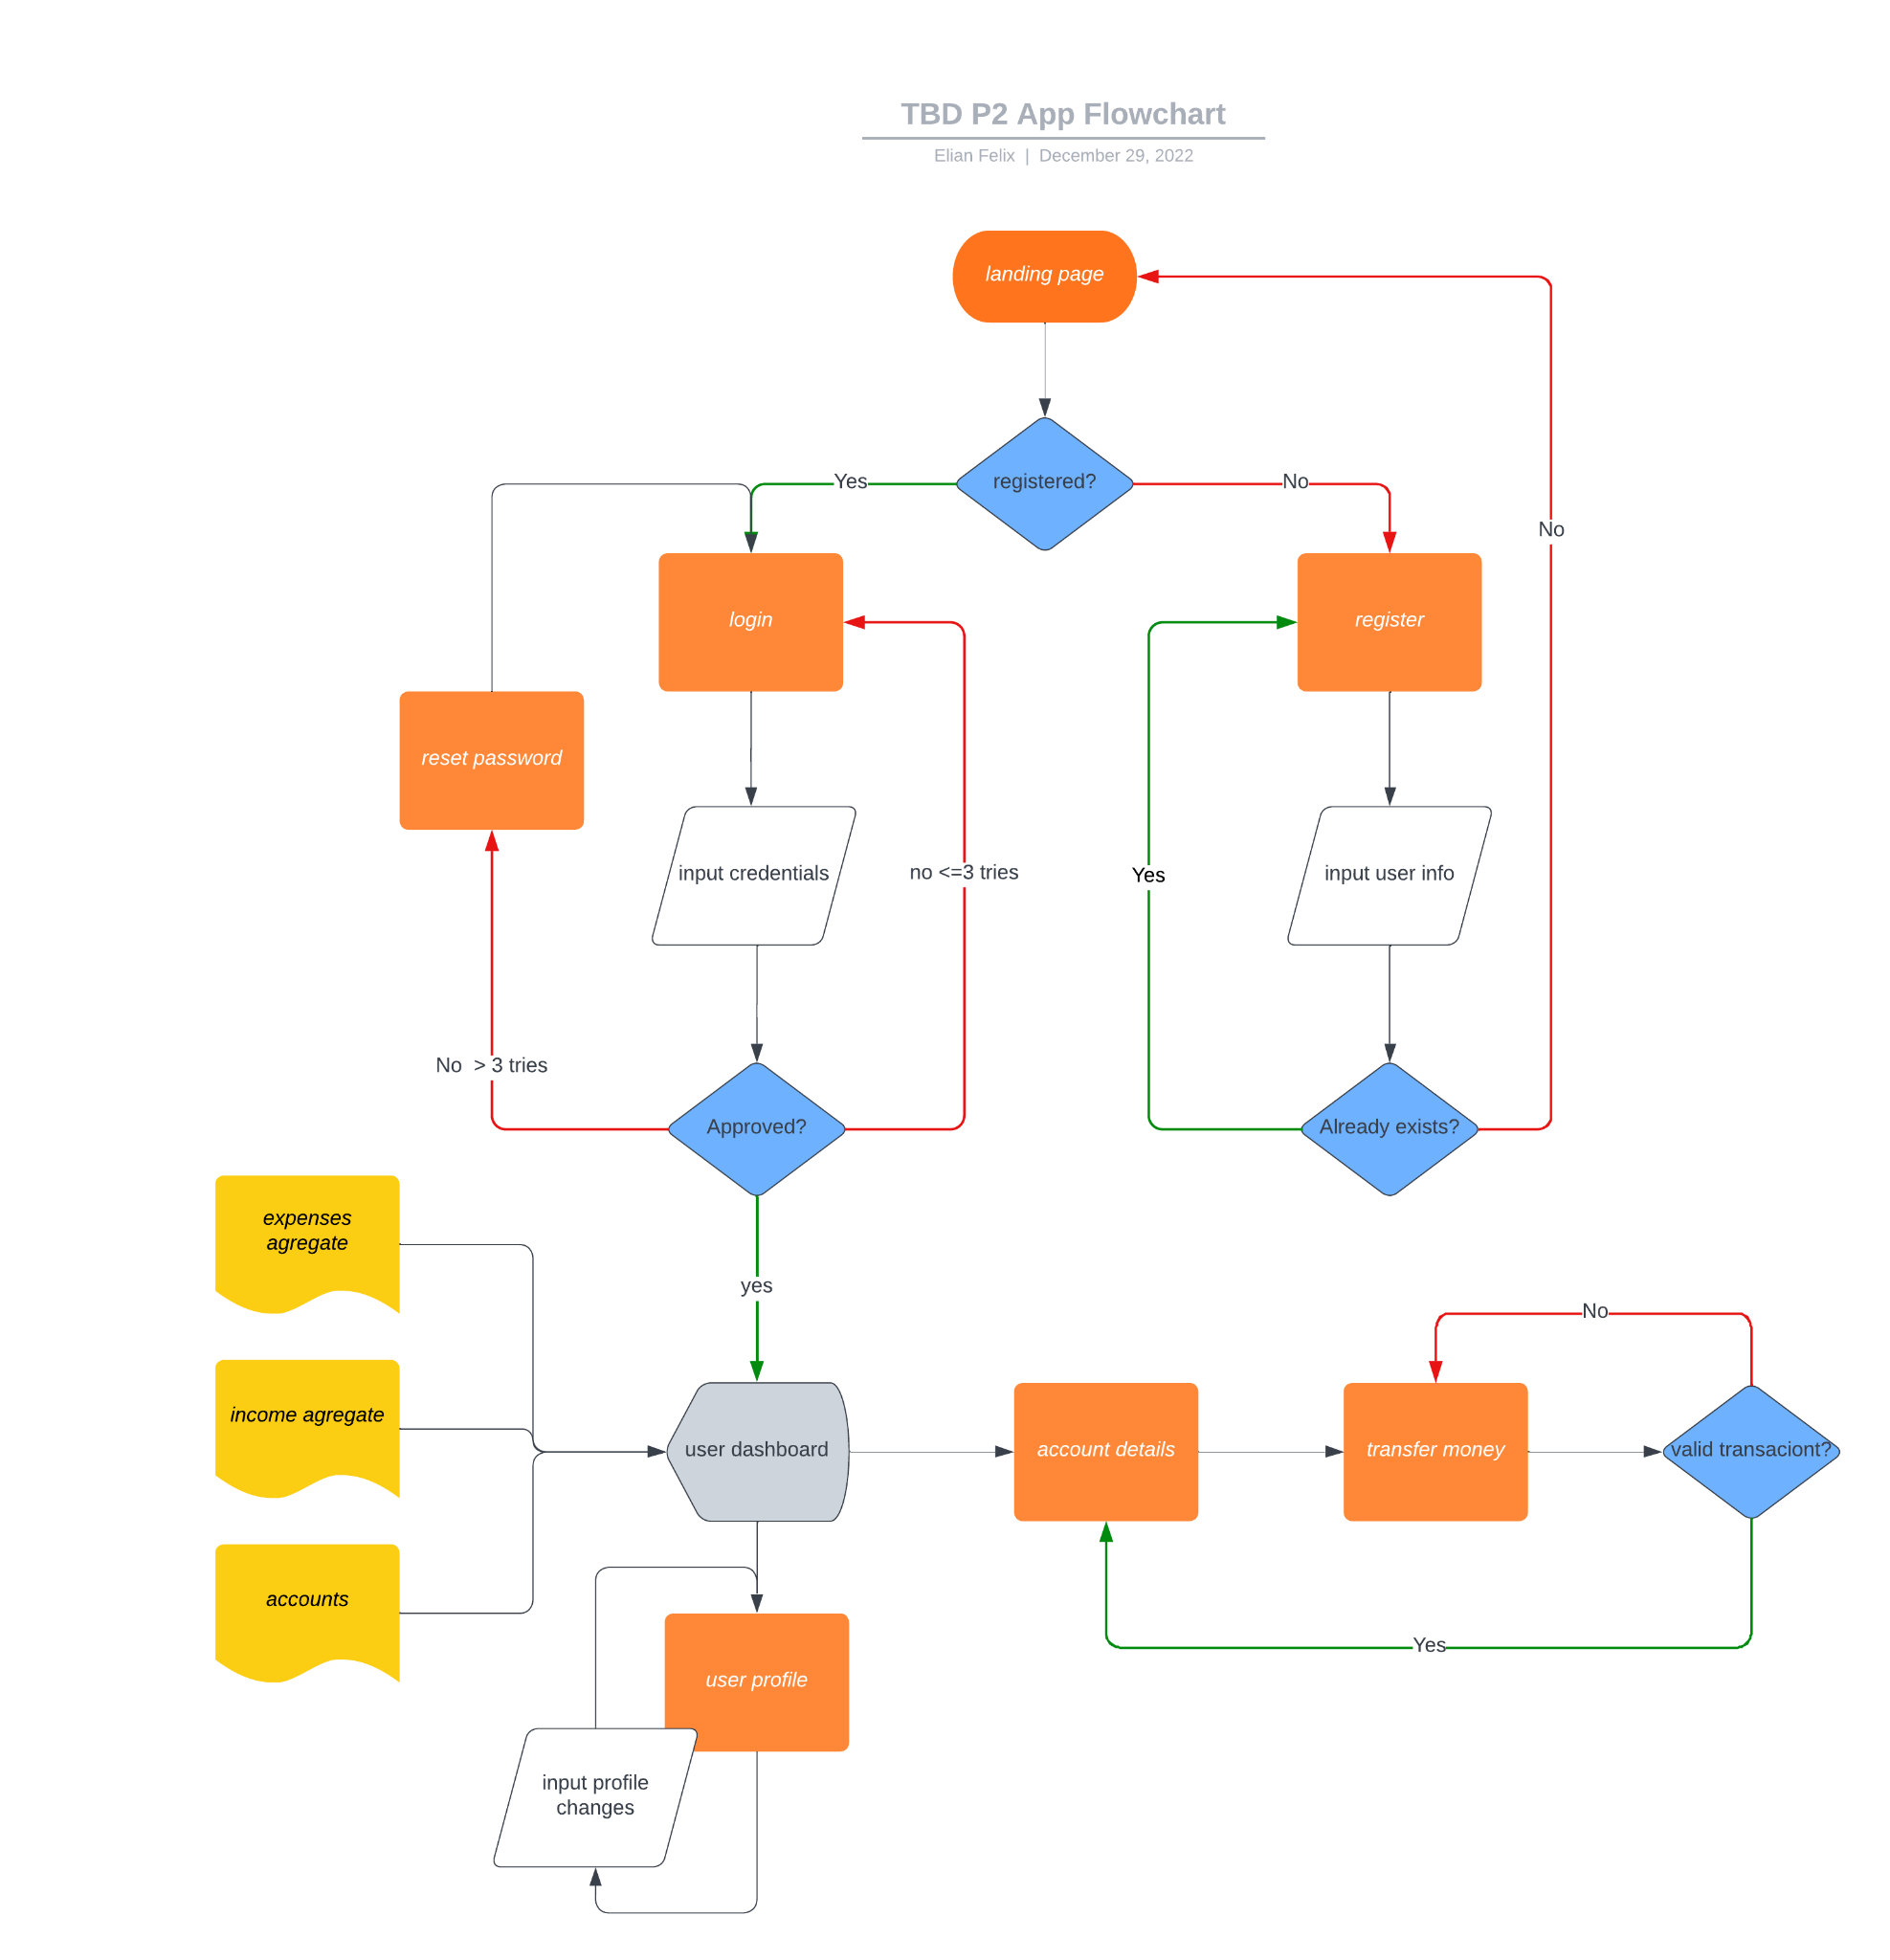 TBD P2 App Flowchart
Elian Felix | December 29, 2022
landing page
registered?
Yes
No
No
login
register
reset password
input credentials
no <=3 tries
Yes
input user info
No > 3 tries
Approved?
Already exists?
expenses
agregate
yes
No
income agregate
user dashboard
account details
transfer money
valid transaciont?
accounts
Yes
user profile
input profile
changes